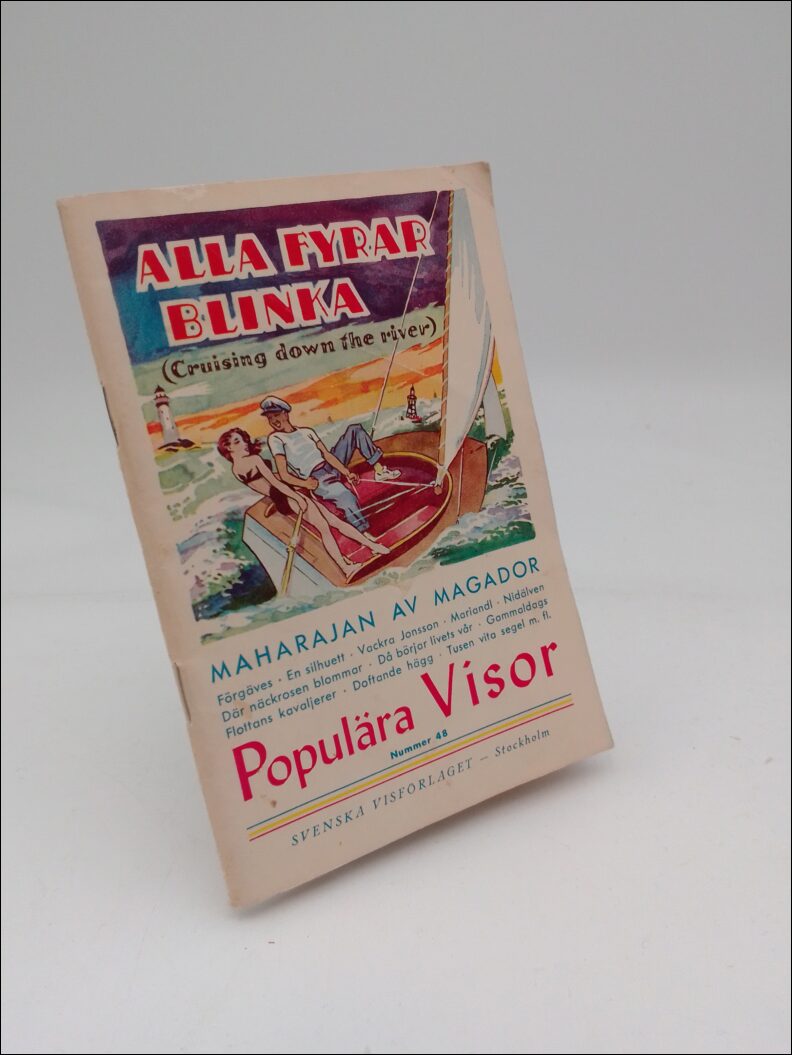 ALLA FYRAR
BLINKA
(Cruising down the river)
MAHARAJAN AV MAGADOR
Förgäves · En silhuett · Vackra Jonsson · Mariandl · Nidälven
Där näckrosen blommar · Då börjar livets vår · Gammaldags
Flottans kavaljerer · Doftande hägg · Tusen vita segel m. fl.
Populära Visor
Nummer 48
SVENSKA VISFÖRLAGET — Stockholm